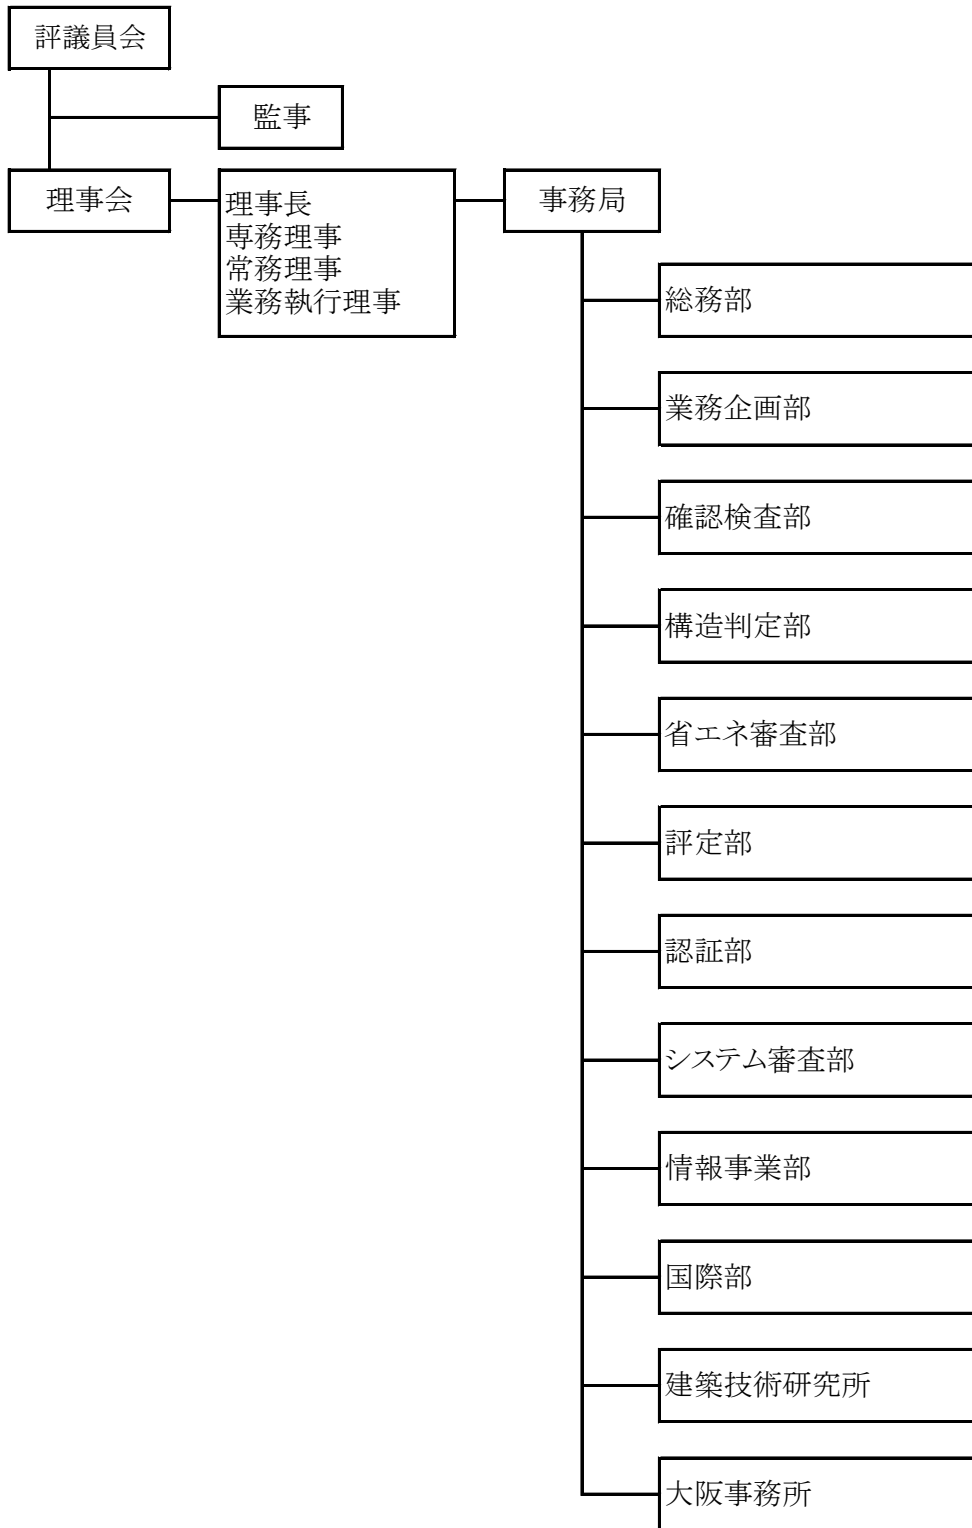 評議員会
監事
理事会
理事長
専務理事
常務理事
業務執行理事
事務局
総務部
業務企画部
確認検査部
構造判定部
省エネ審査部
評定部
認証部
システム審査部
情報事業部
国際部
建築技術研究所
大阪事務所